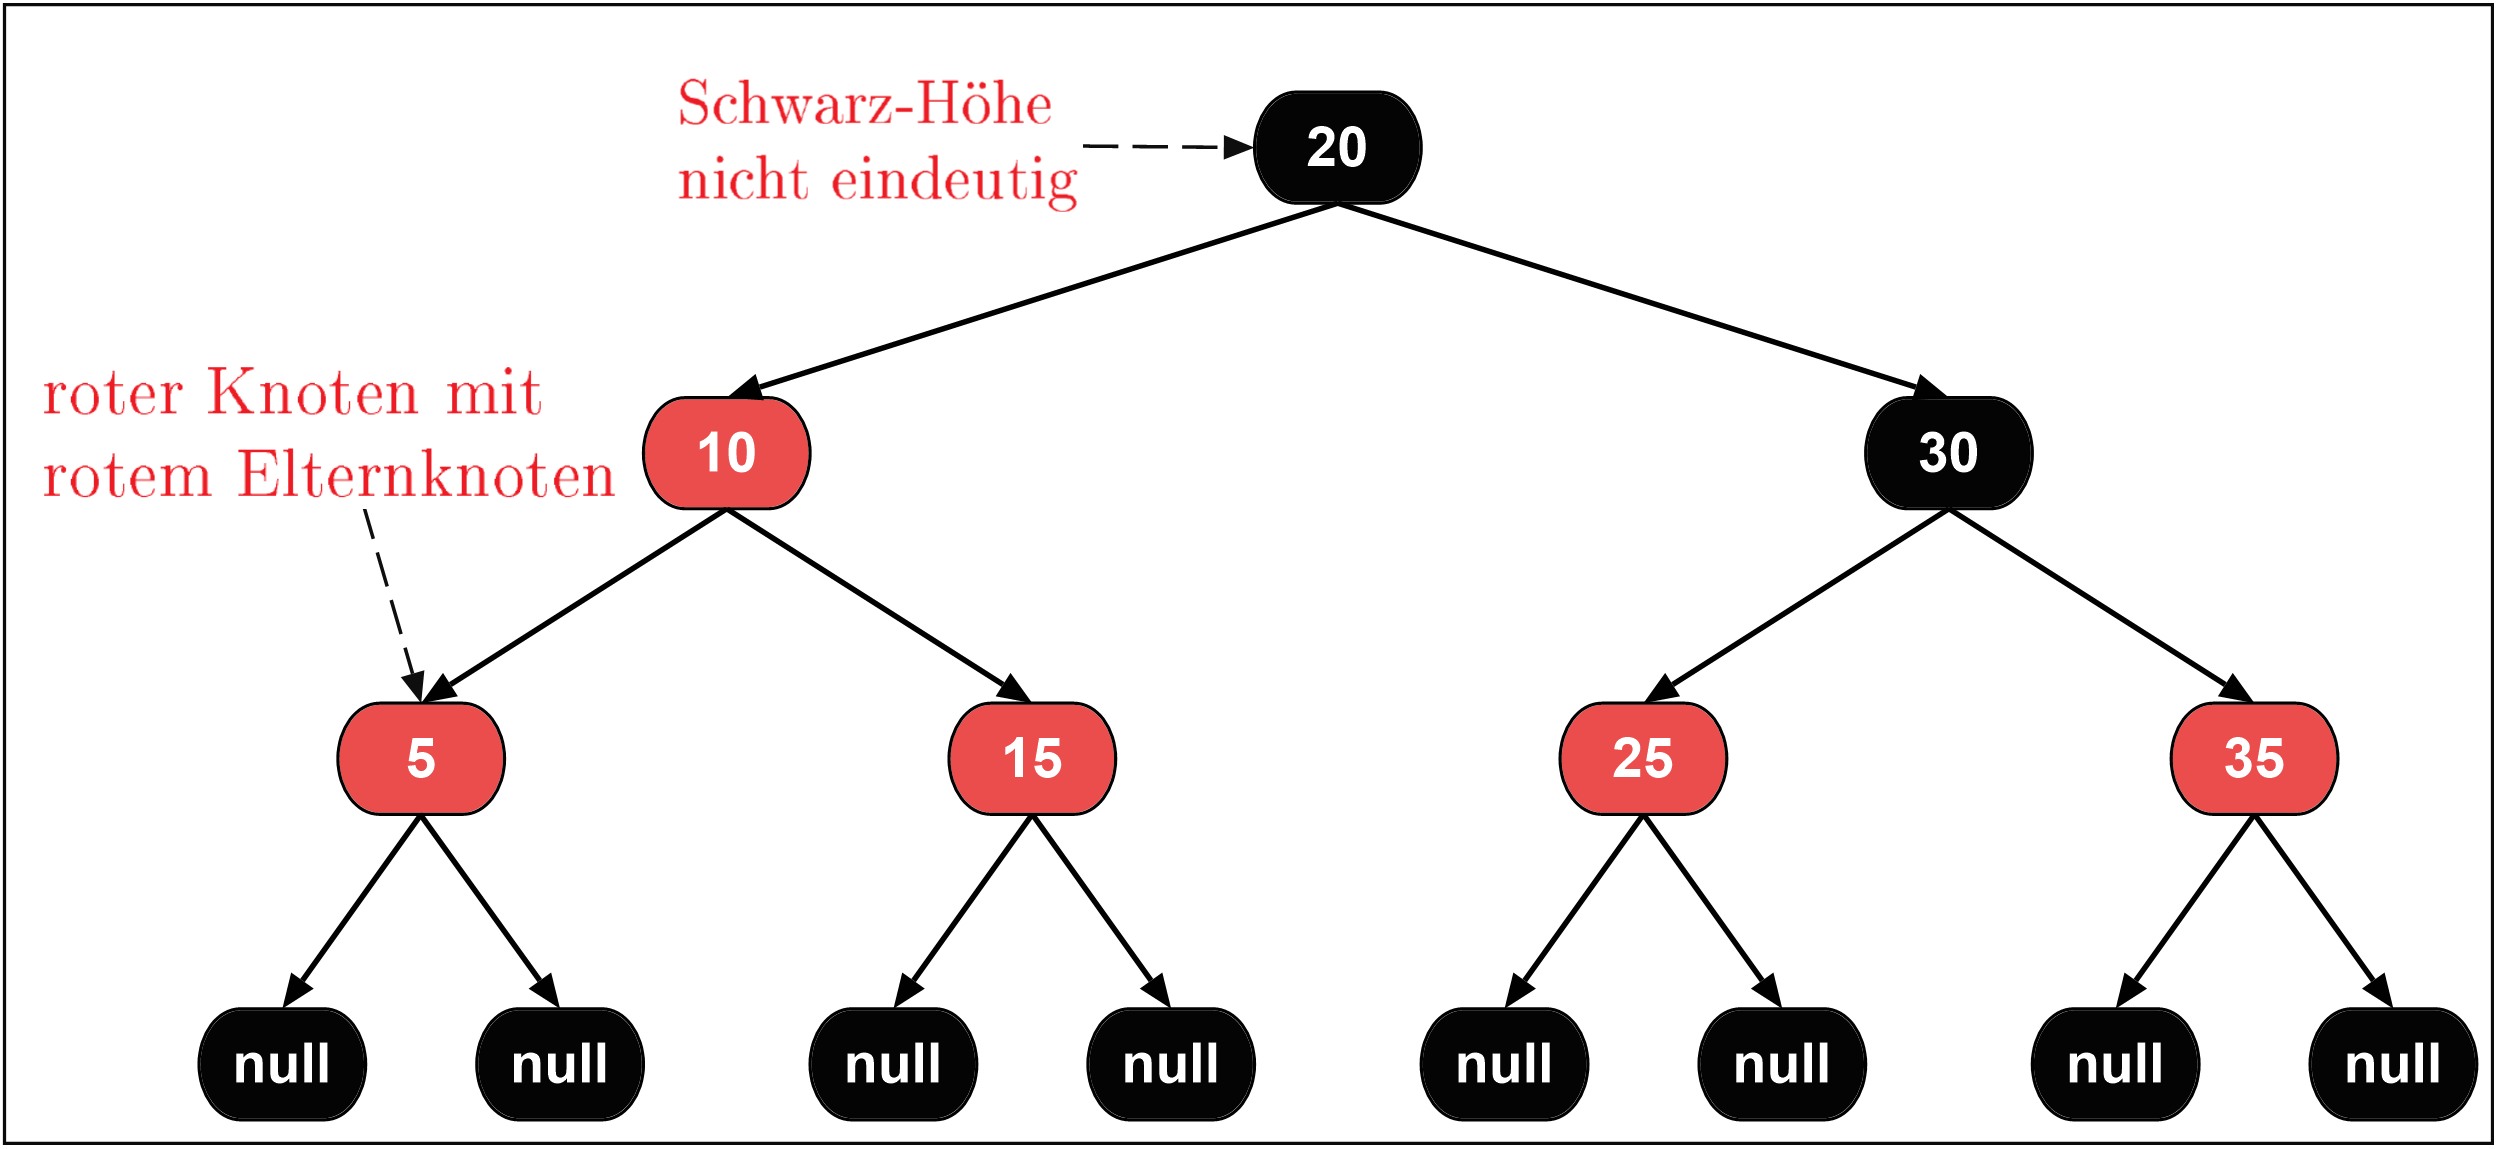 Schwarz-Höhe
nicht eindeutig
20
roter Knoten mit
rotem Elternknoten
10
30
5
15
25
35
null
null
null
null
null
null
null
null